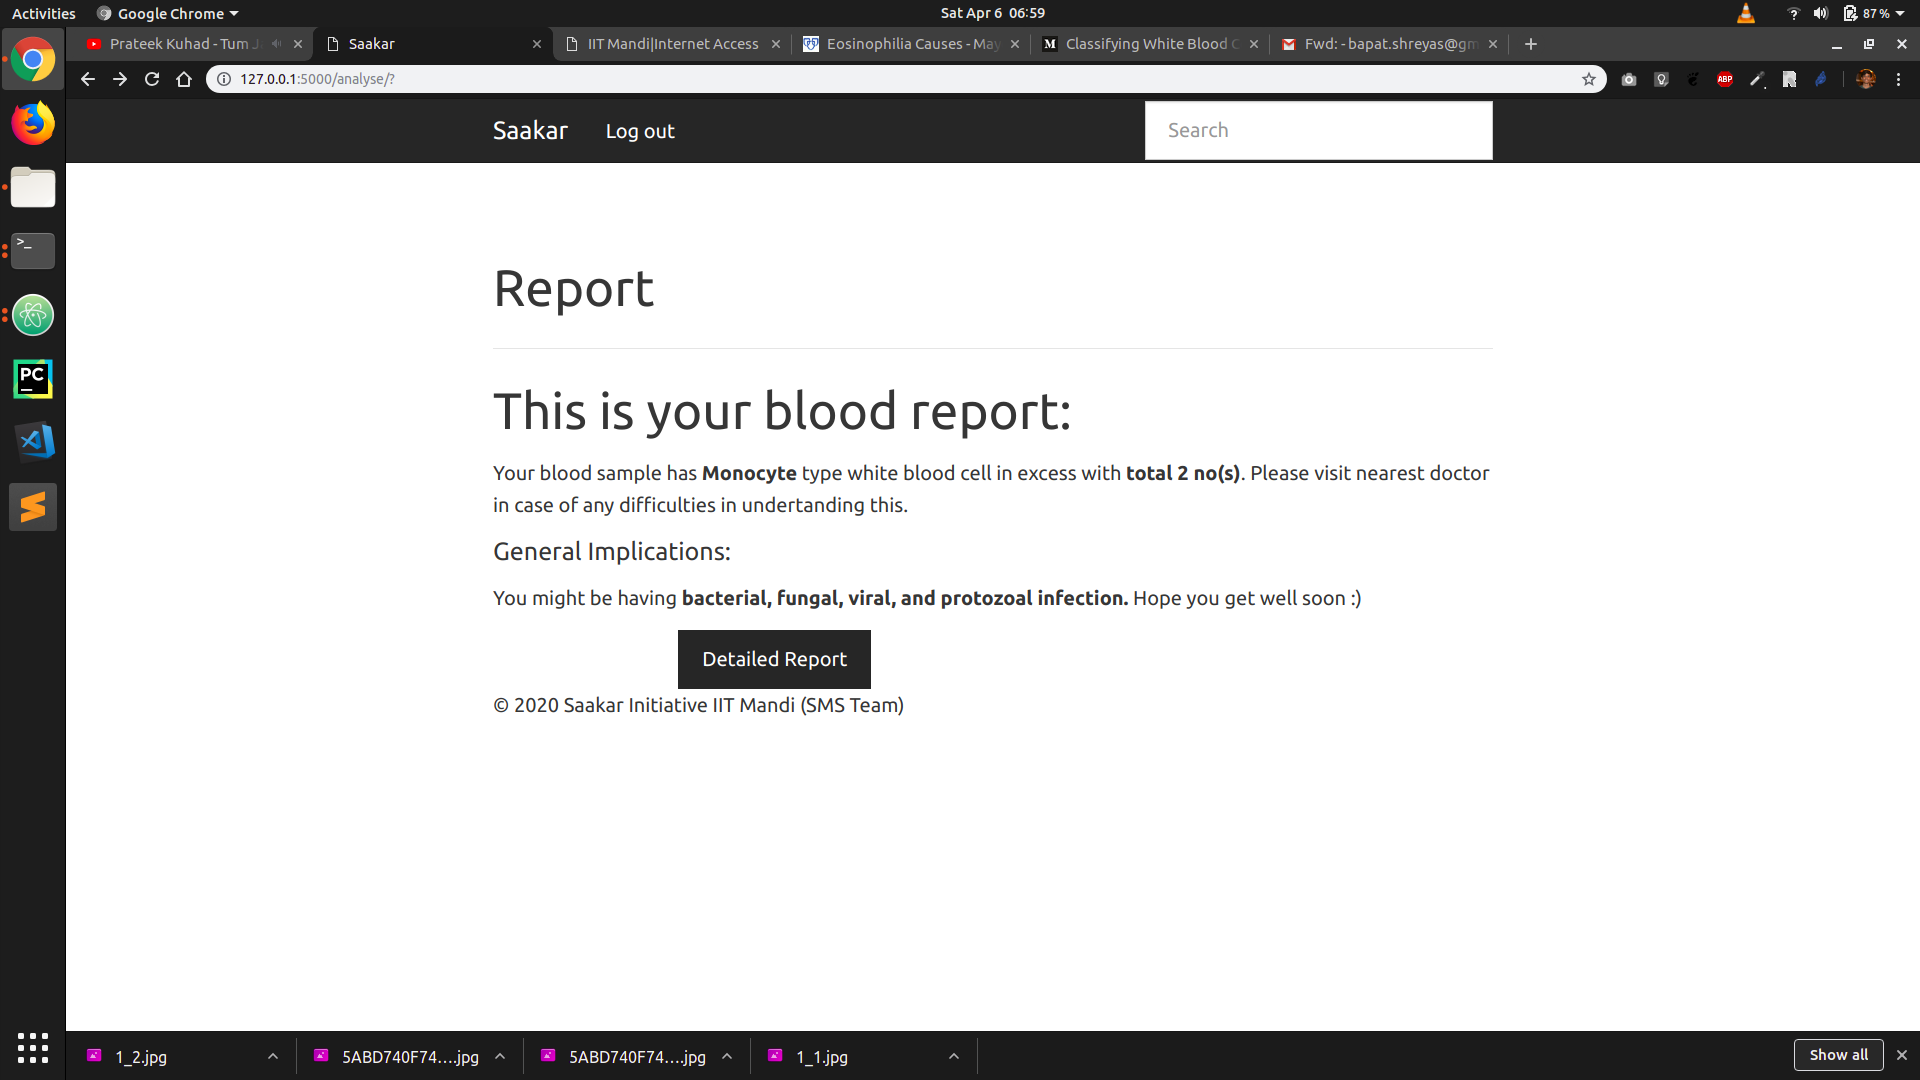 Activities Google Chrome Sat Apr 6 06:59 87%
Prateek Kuhad - Tum J Saakar IIT Mandi|Internet Access Eosinophilia Causes - May Classifying White Blood C Fwd: - bapat.shreyas@gm
127.0.0.1:5000/analyse/?
ABP
Saakar Log out Search
>_
PC
M
Report
This is your blood report:
Your blood sample has Monocyte type white blood cell in excess with total 2 no(s). Please visit nearest doctor
in case of any difficulties in undertanding this.
General Implications:
You might be having bacterial, fungal, viral, and protozoal infection. Hope you get well soon :)
Detailed Report
© 2020 Saakar Initiative IIT Mandi (SMS Team)
1_2.jpg 5ABD740F74....jpg 5ABD740F74....jpg 1_1.jpg Show all